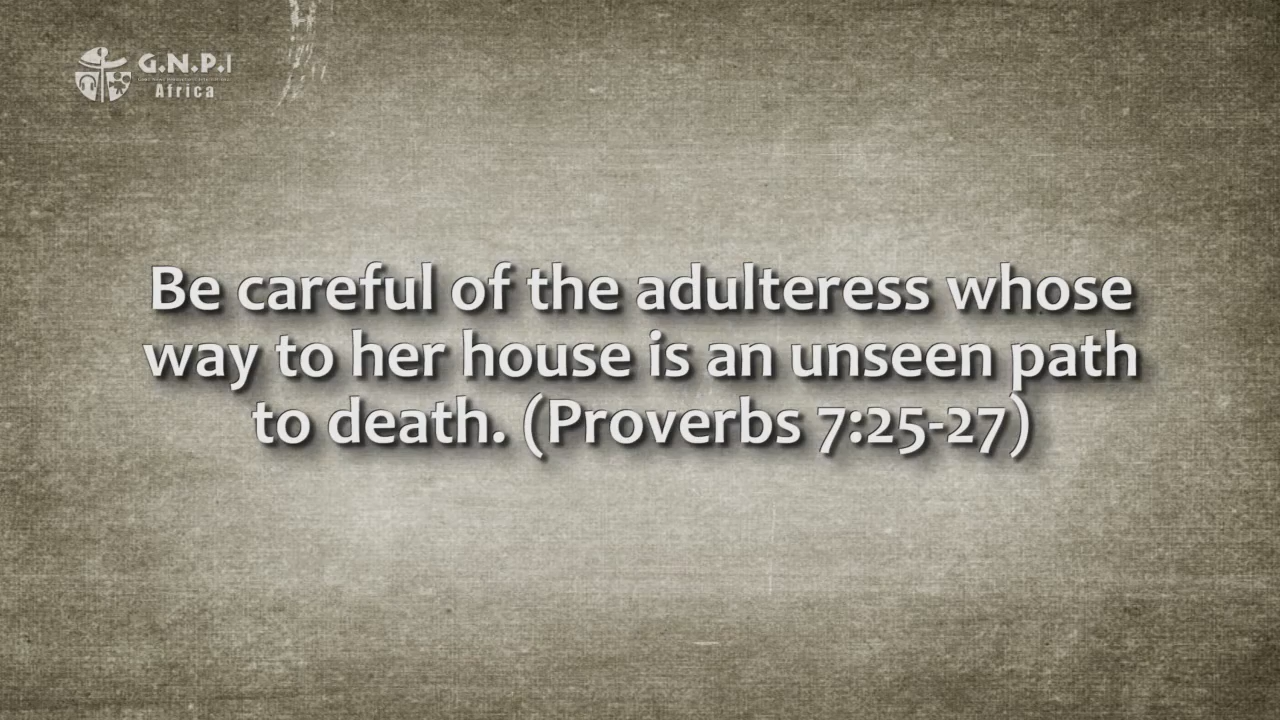 G.N.P.I
Africa
Be careful of the adulteress whose
way to her house is an unseen path
to death. (Proverbs 7:25-27)